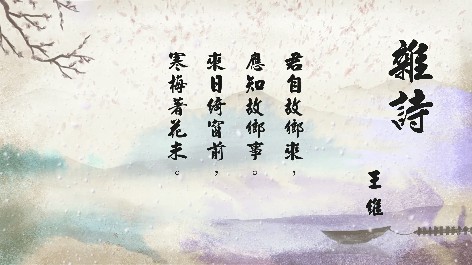 雜詩
王維
君自故鄉來，
應知故鄉事。
來日綺窗前，
寒梅著花未。